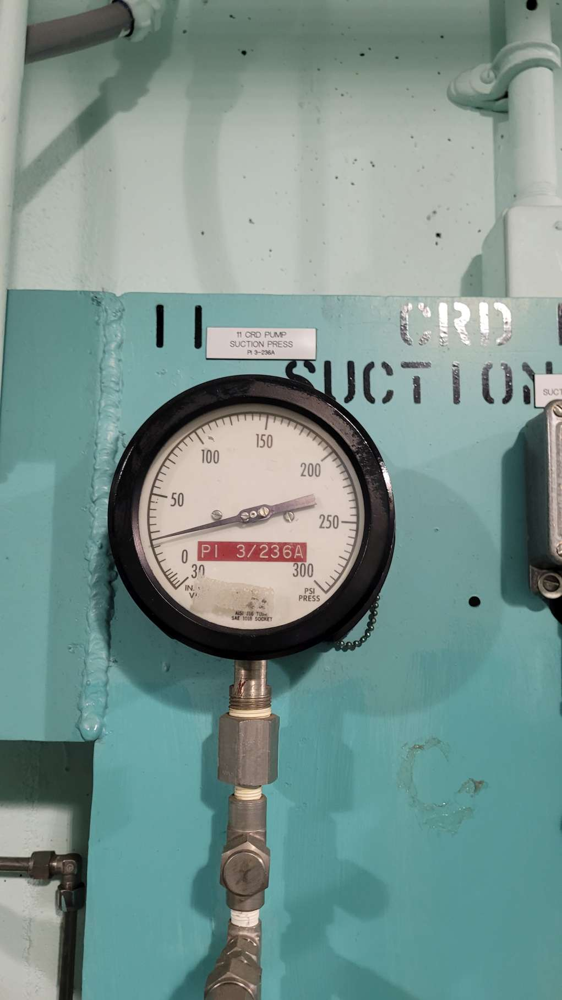 11 CRD
11 CRD PUMP
SUCTION PRESS
PI 3-236A
SUCTION
SUCT
150
100
200
50
250
0
PI 3/236A
30
300
IN.
PSI
PRESS
AISI 316 TUBE
SAE 1018 SOCKET